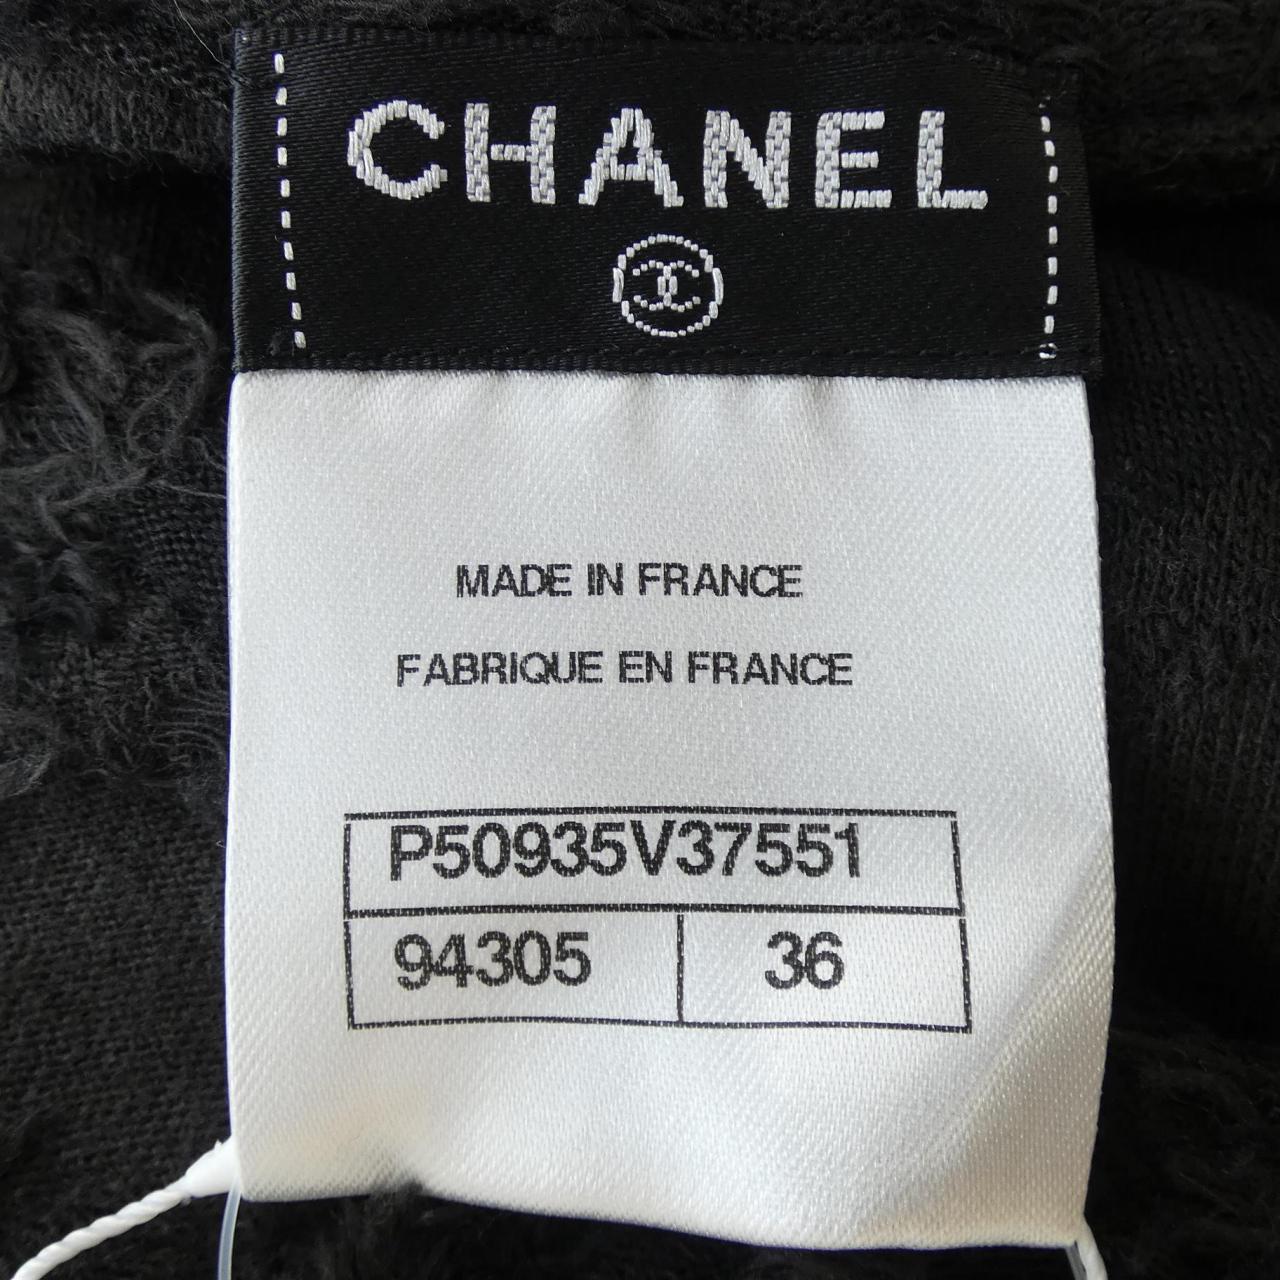 CHANEL
MADE IN FRANCE
FABRIQUE EN FRANCE
P50935V37551
94305 36